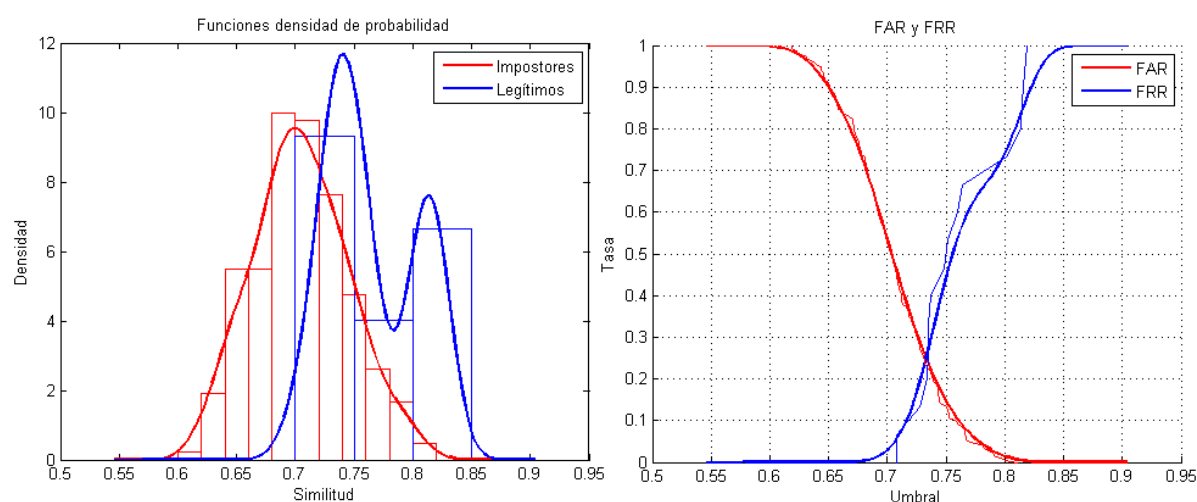 Funciones densidad de probabilidad
12
10
8
6
4
2
0
Densidad
Impostores
Legítimos
0.5 0.55 0.6 0.65 0.7 0.75 0.8 0.85 0.9 0.95
Similitud
FAR y FRR
1
0.9
0.8
0.7
0.6
0.5
0.4
0.3
0.2
0.1
0
Tasa
FAR
FRR
0.5 0.55 0.6 0.65 0.7 0.75 0.8 0.85 0.9 0.95
Umbral